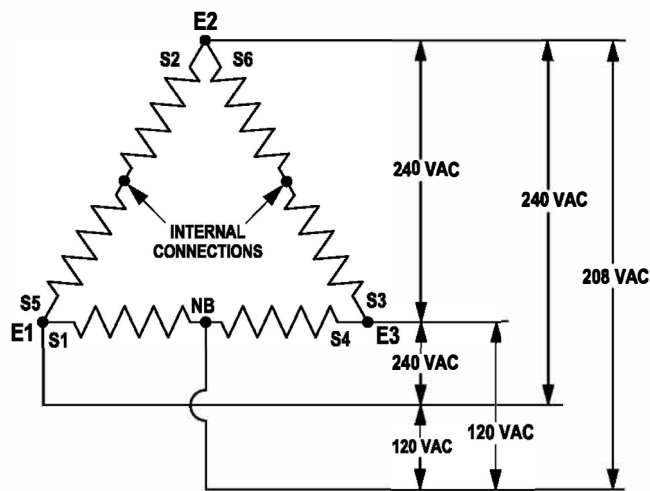 E2
S2 S6
240 VAC
240 VAC
208 VAC
INTERNAL
CONNECTIONS
S5 NB S3
E1 S1 S4 E3
240 VAC
120 VAC
120 VAC